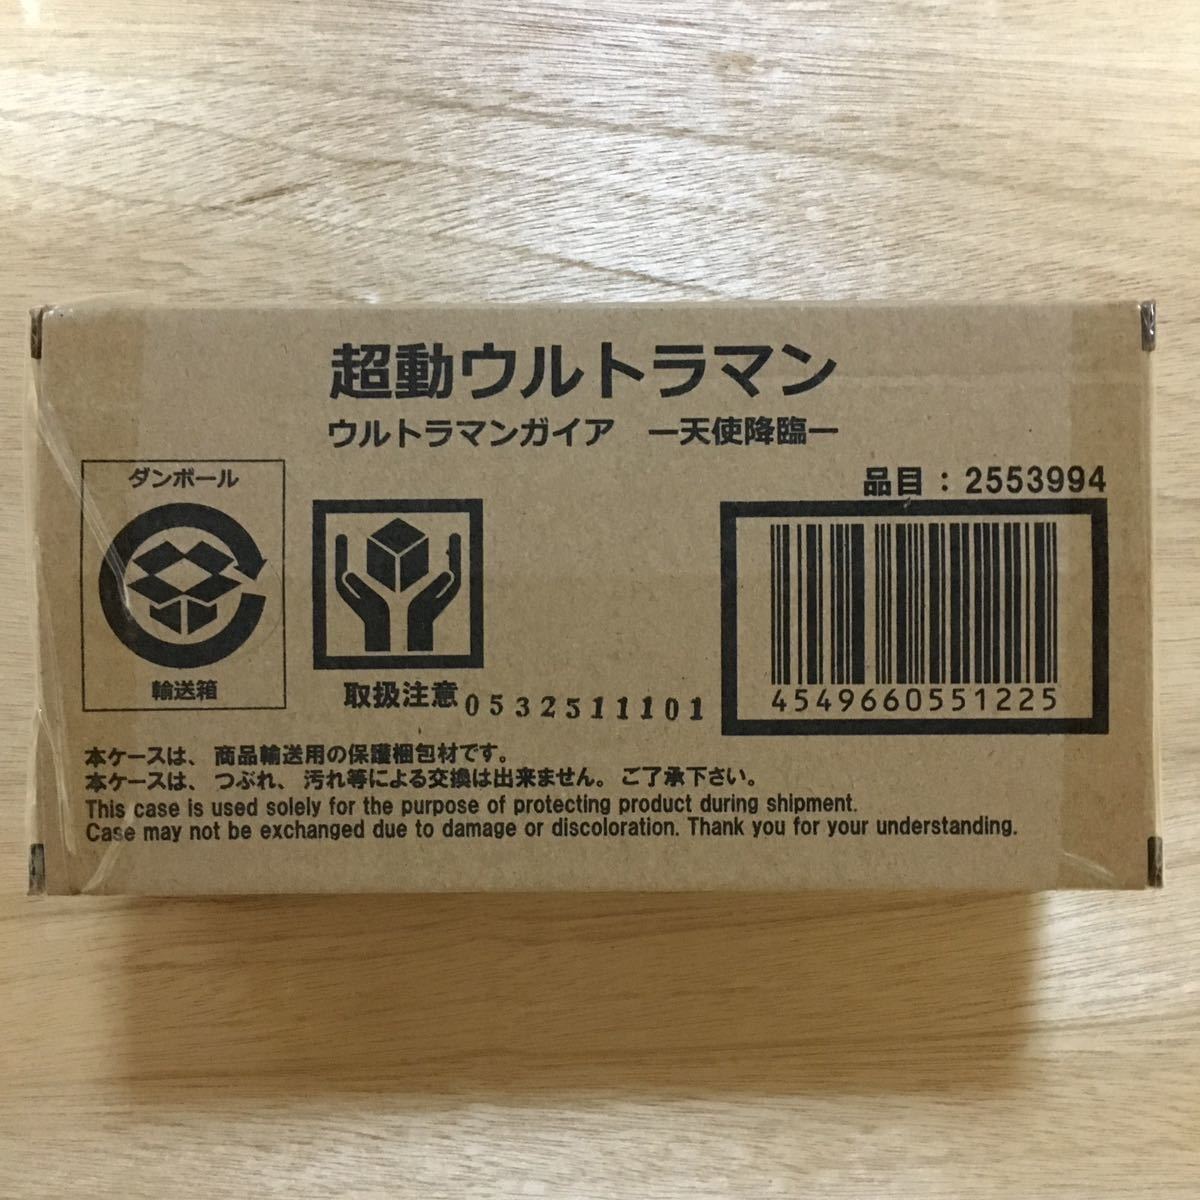 超動ウルトラマン
ウルトラマンガイア ー天使降臨ー
品目：2553994
ダンボール
輸送箱
取扱注意
0532511101
4549660551225
本ケースは、商品輸送用の保護梱包材です。
本ケースは、つぶれ、汚れ等による交換は出来ません。ご了承下さい。
This case is used solely for the purpose of protecting product during shipment.
Case may not be exchanged due to damage or discoloration. Thank you for your understanding.